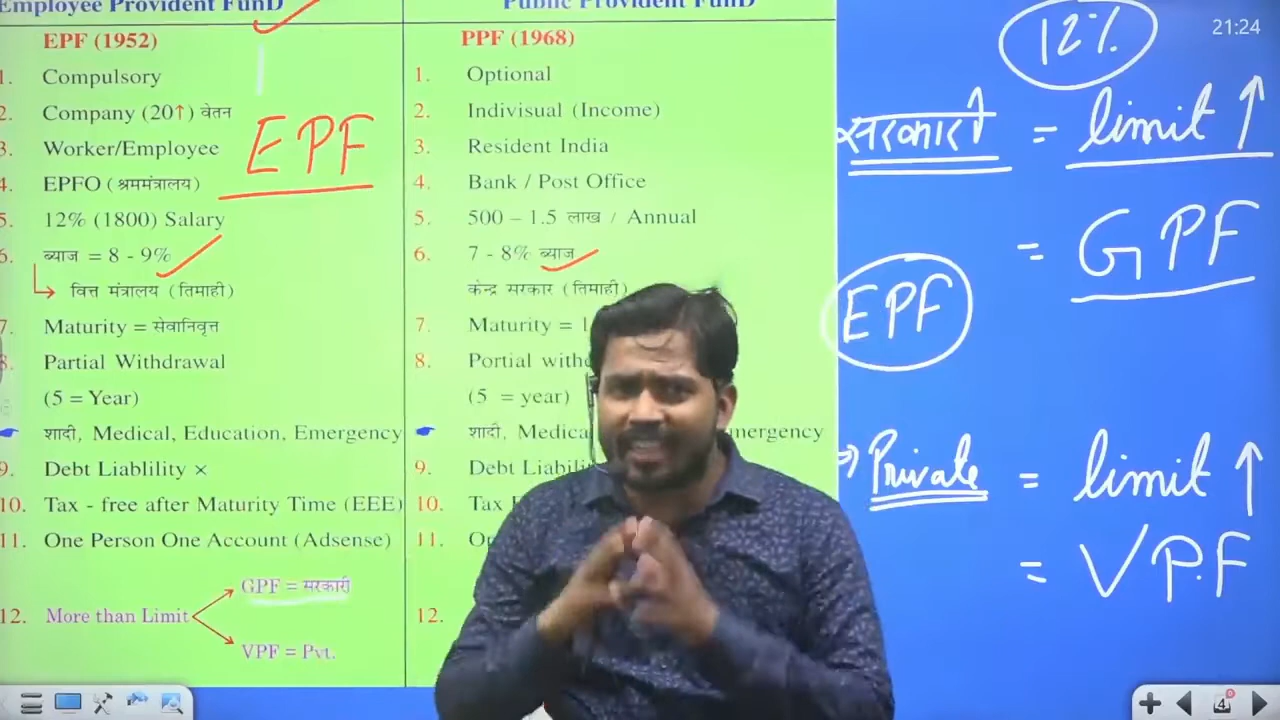 Employee Provident FunD
EPF (1952)
1. Compulsory
2. Company (20↑) वेतन
3. Worker/Employee
4. EPFO (श्रममंत्रालय)
5. 12% (1800) Salary
6. ब्याज = 8 - 9%
वित्त मंत्रालय (तिमाही)
7. Maturity = सेवानिवृत्त
8. Partial Withdrawal
(5 = Year)
शादी, Medical, Education, Emergency
9. Debt Liablility ×
10. Tax - free after Maturity Time (EEE)
11. One Person One Account (Adsense)
12. More than Limit
GPF = सरकारी
VPF = Pvt.
EPF
Public Provident FunD
PPF (1968)
1. Optional
2. Indivisual (Income)
3. Resident India
4. Bank / Post Office
5. 500 – 1.5 लाख / Annual
6. 7 - 8% ब्याज
केन्द्र सरकार (तिमाही)
7. Maturity = 1
8. Portial
(5 = year)
शादी,
9. Debt
10. Tax
11.
12.
12%
21:24
सरकारी = limit ↑
= GPF
EPF
→ Private = limit ↑
= V.P.F
4